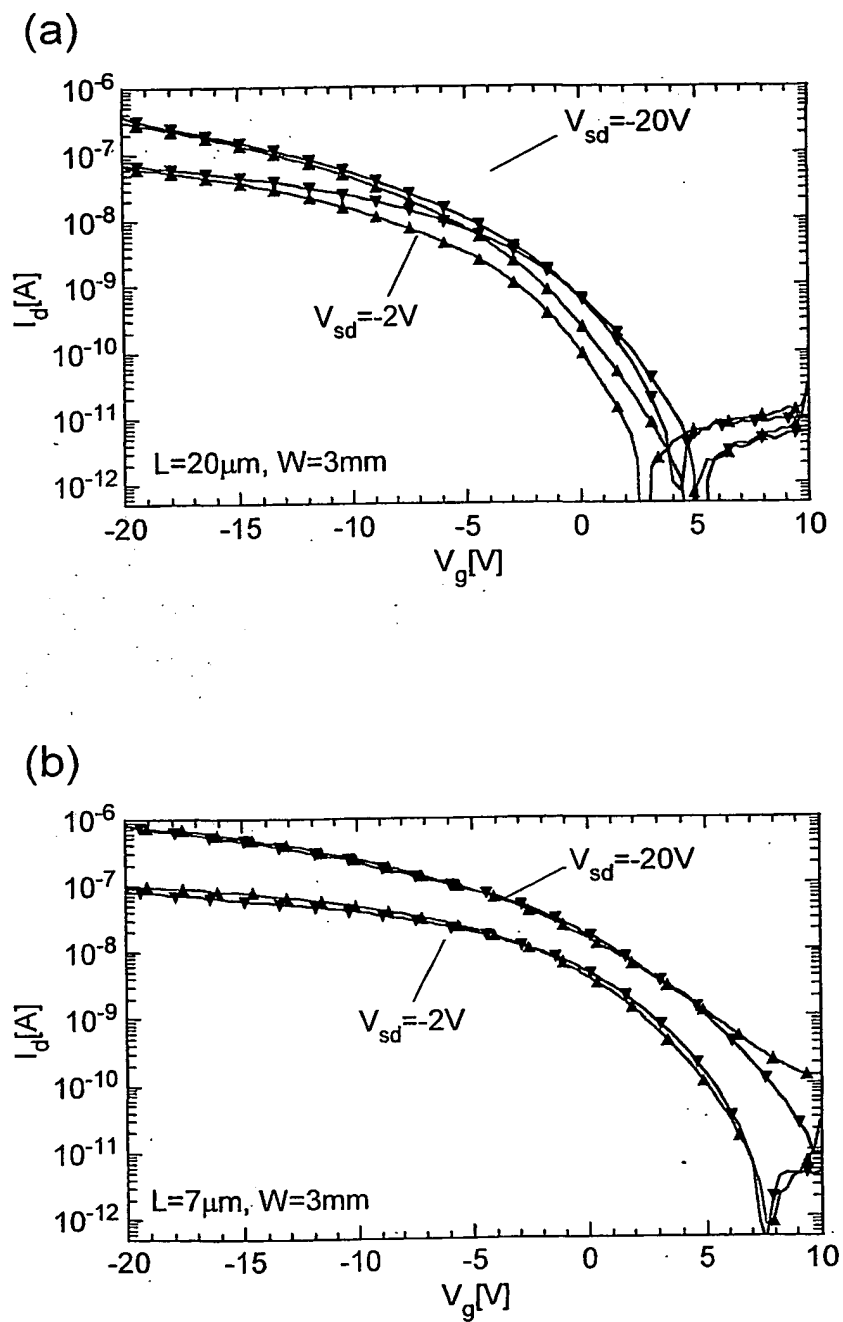 (a)
10^-6
10^-7
10^-8
10^-9
10^-10
10^-11
10^-12
I_d[A]
V_sd=-20V
V_sd=-2V
L=20μm, W=3mm
-20 -15 -10 -5 0 5 10
V_g[V]
(b)
10^-6
10^-7
10^-8
10^-9
10^-10
10^-11
10^-12
I_d[A]
V_sd=-20V
V_sd=-2V
L=7μm, W=3mm
-20 -15 -10 -5 0 5 10
V_g[V]